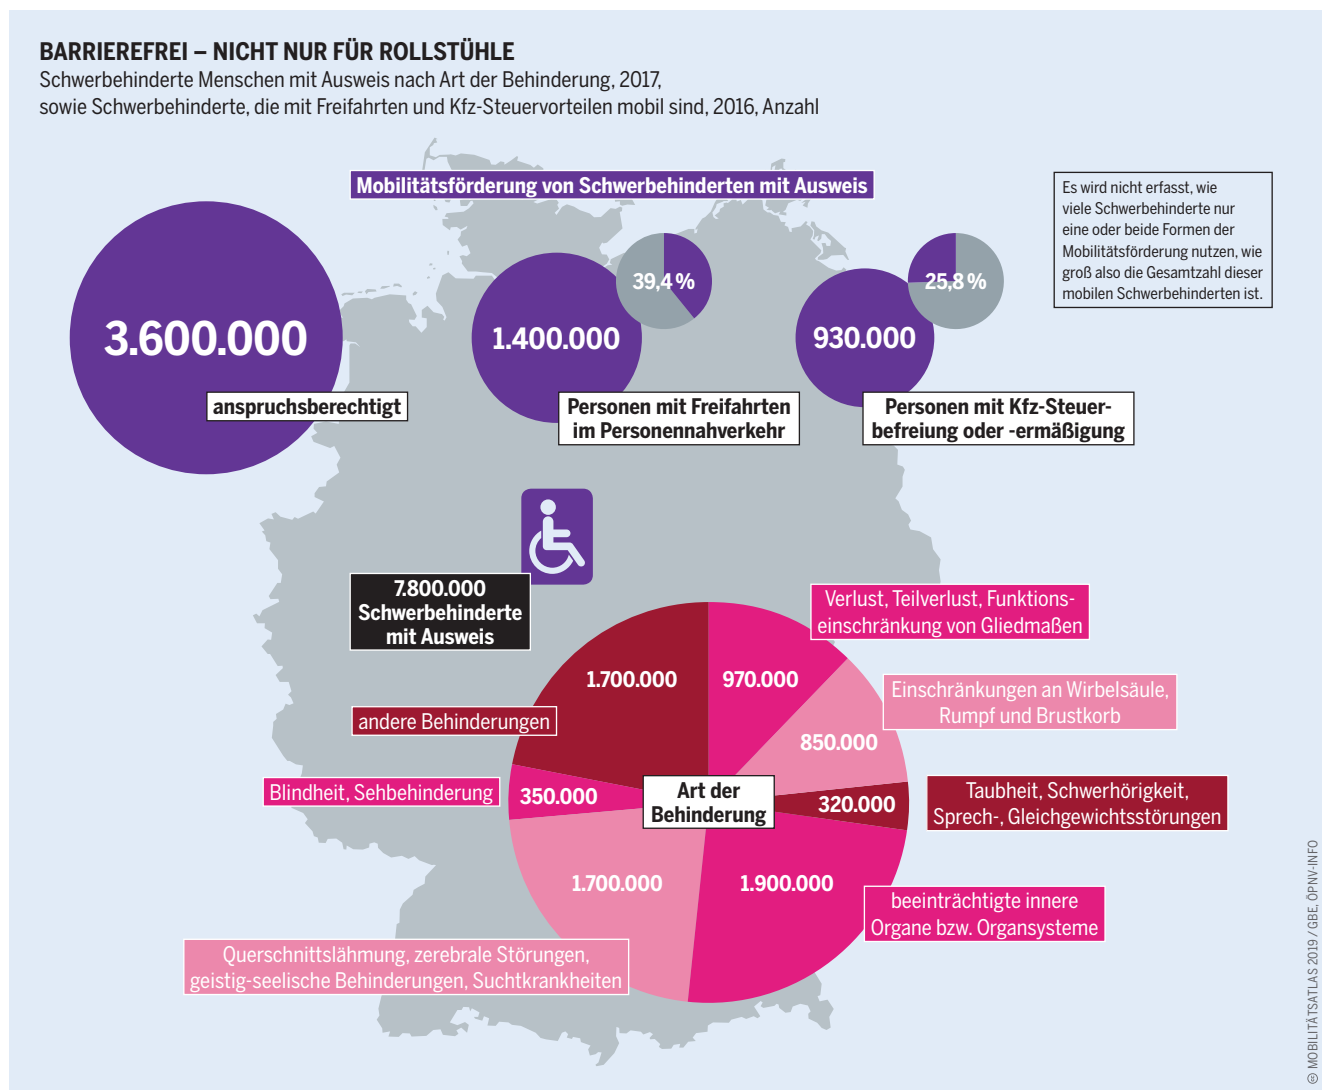 BARRIEREFREI – NICHT NUR FÜR ROLLSTÜHLE
Schwerbehinderte Menschen mit Ausweis nach Art der Behinderung, 2017,
sowie Schwerbehinderte, die mit Freifahrten und Kfz-Steuervorteilen mobil sind, 2016, Anzahl
Mobilitätsförderung von Schwerbehinderten mit Ausweis
Es wird nicht erfasst, wie
viele Schwerbehinderte nur
eine oder beide Formen der
Mobilitätsförderung nutzen, wie
groß also die Gesamtzahl dieser
mobilen Schwerbehinderten ist.
3.600.000
anspruchsberechtigt
39,4 %
1.400.000
Personen mit Freifahrten
im Personennahverkehr
25,8 %
930.000
Personen mit Kfz-Steuer-
befreiung oder -ermäßigung
7.800.000
Schwerbehinderte
mit Ausweis
Art der
Behinderung
970.000
Verlust, Teilverlust, Funktions-
einschränkung von Gliedmaßen
850.000
Einschränkungen an Wirbelsäule,
Rumpf und Brustkorb
320.000
Taubheit, Schwerhörigkeit,
Sprech-, Gleichgewichtsstörungen
1.900.000
beeinträchtigte innere
Organe bzw. Organsysteme
1.700.000
Querschnittslähmung, zerebrale Störungen,
geistig-seelische Behinderungen, Suchtkrankheiten
350.000
Blindheit, Sehbehinderung
1.700.000
andere Behinderungen
MOBILITÄTSATLAS 2019 / GBE, ÖPNV-INFO